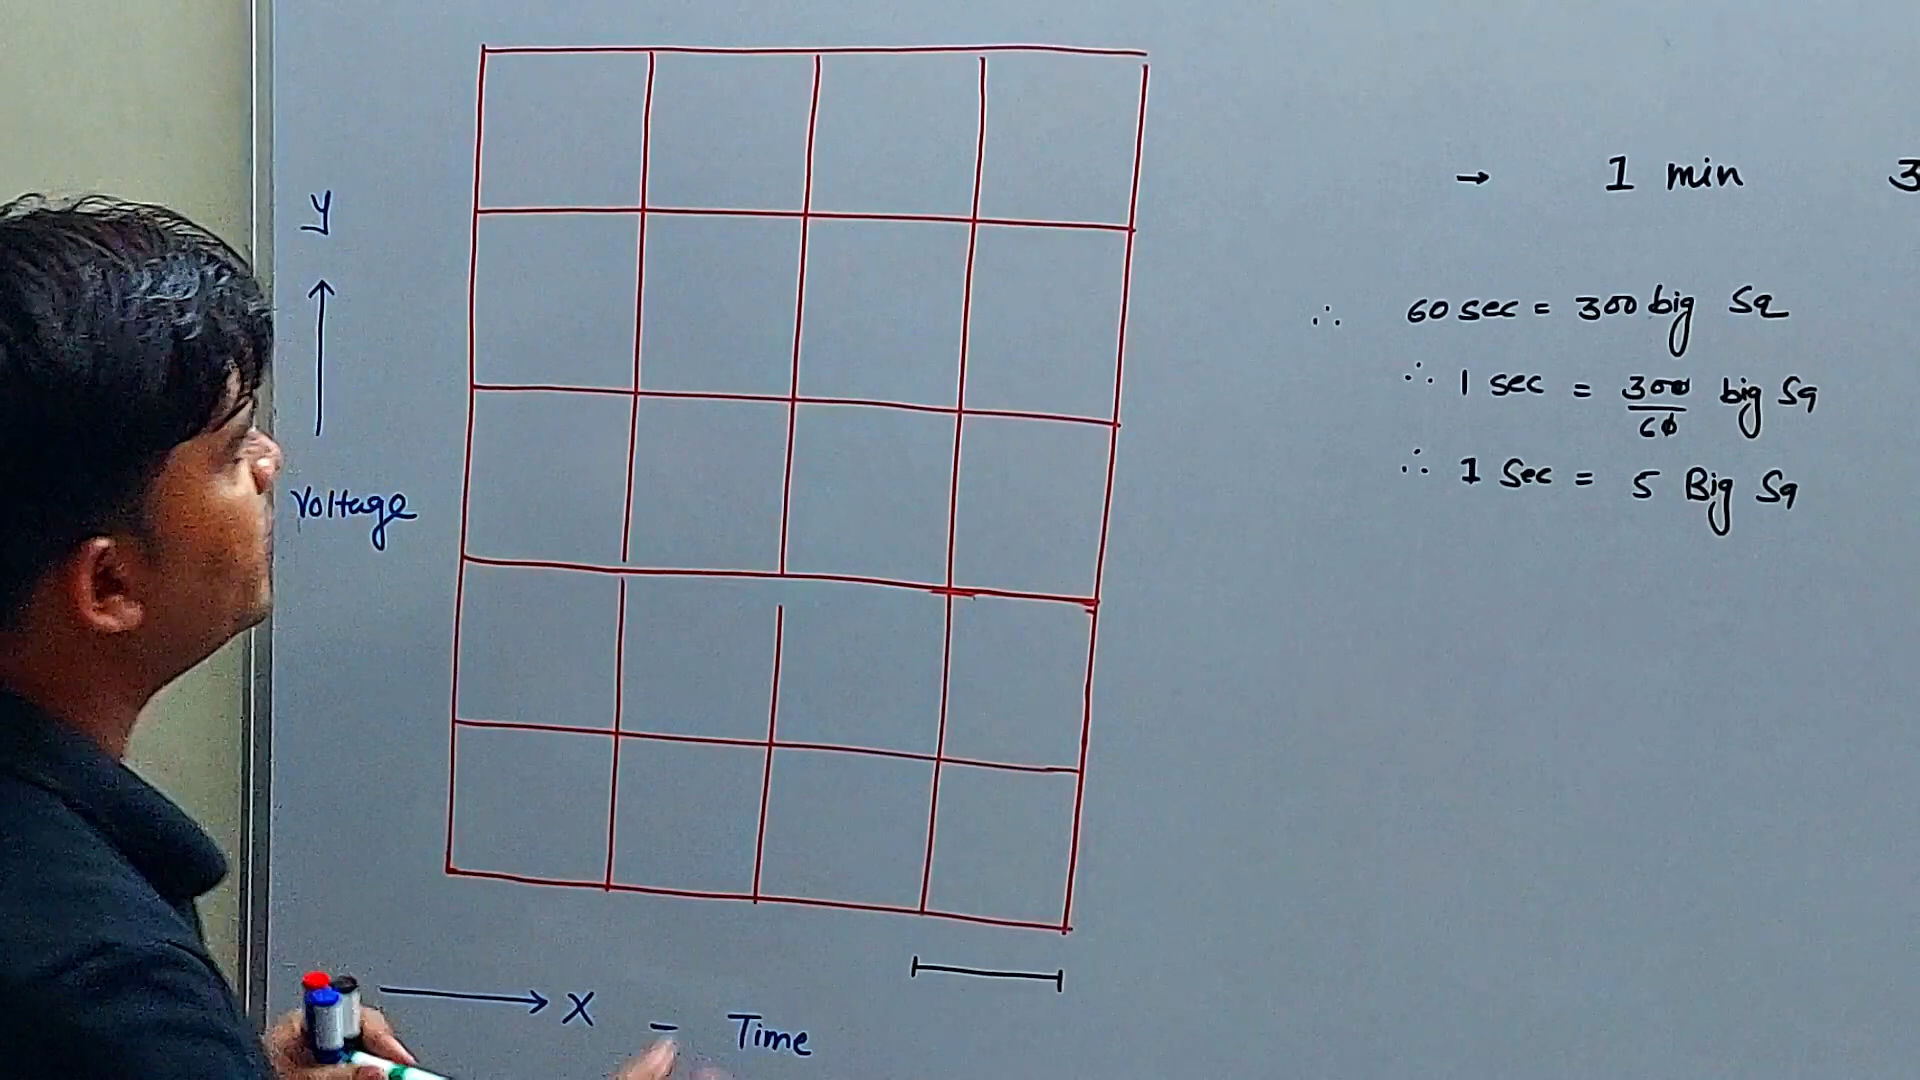 y
Voltage
X - Time
→ 1 min 3
∴ 60 sec = 300 big Sq
∴ 1 sec = 300/60 big Sq
∴ 1 Sec = 5 Big Sq